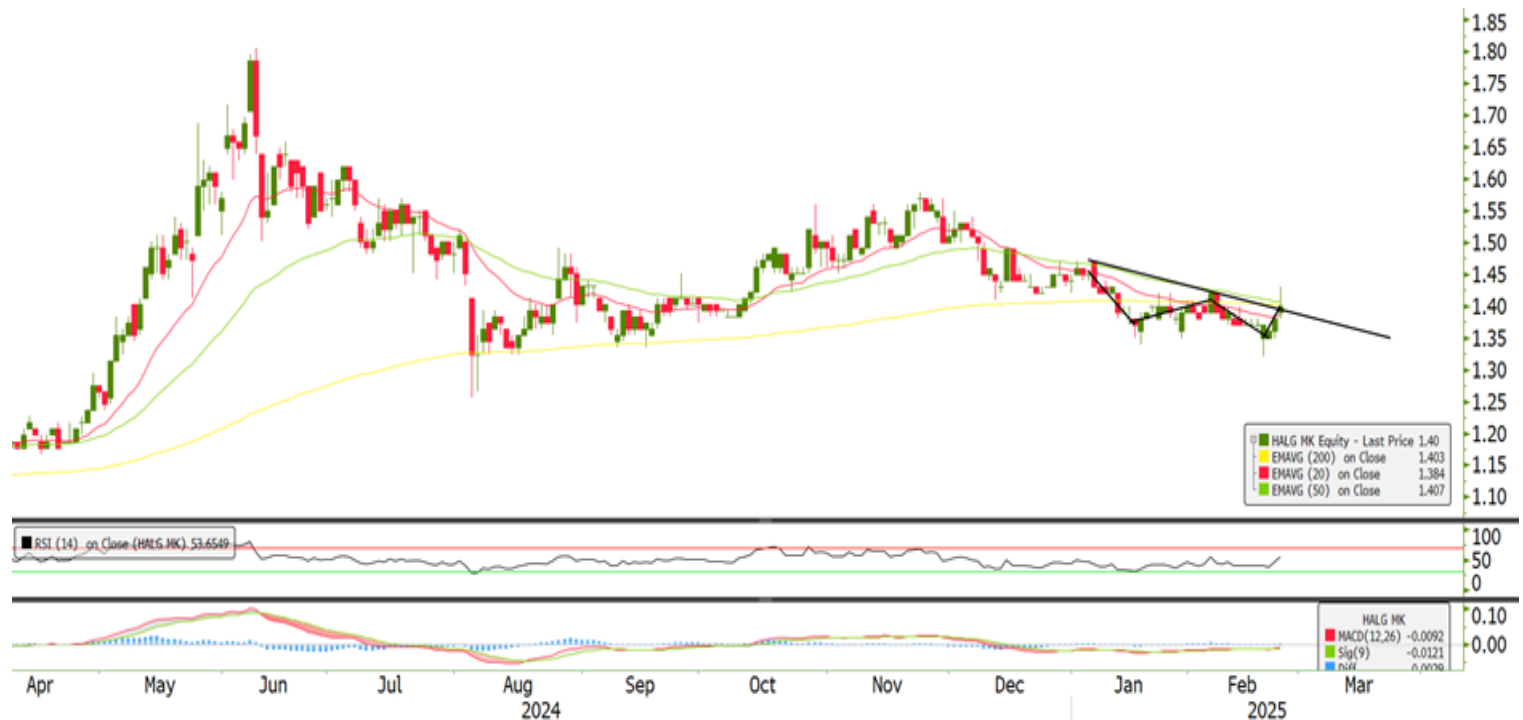 1.85
1.80
1.75
1.70
1.65
1.60
1.55
1.50
1.45
1.40
1.35
1.30
1.25
1.20
1.15
1.10
HALG MK Equity - Last Price 1.40
EMAVG (200) on Close 1.403
EMAVG (20) on Close 1.384
EMAVG (50) on Close 1.407
RSI (14) on Close (HALG MK) 53.6549
100
50
0
HALG MK
MACD(12,26) -0.0092
Sig(9) -0.0121
Diff 0.0029
0.10
0.00
Apr May Jun Jul Aug Sep Oct Nov Dec Jan Feb Mar
2024 2025